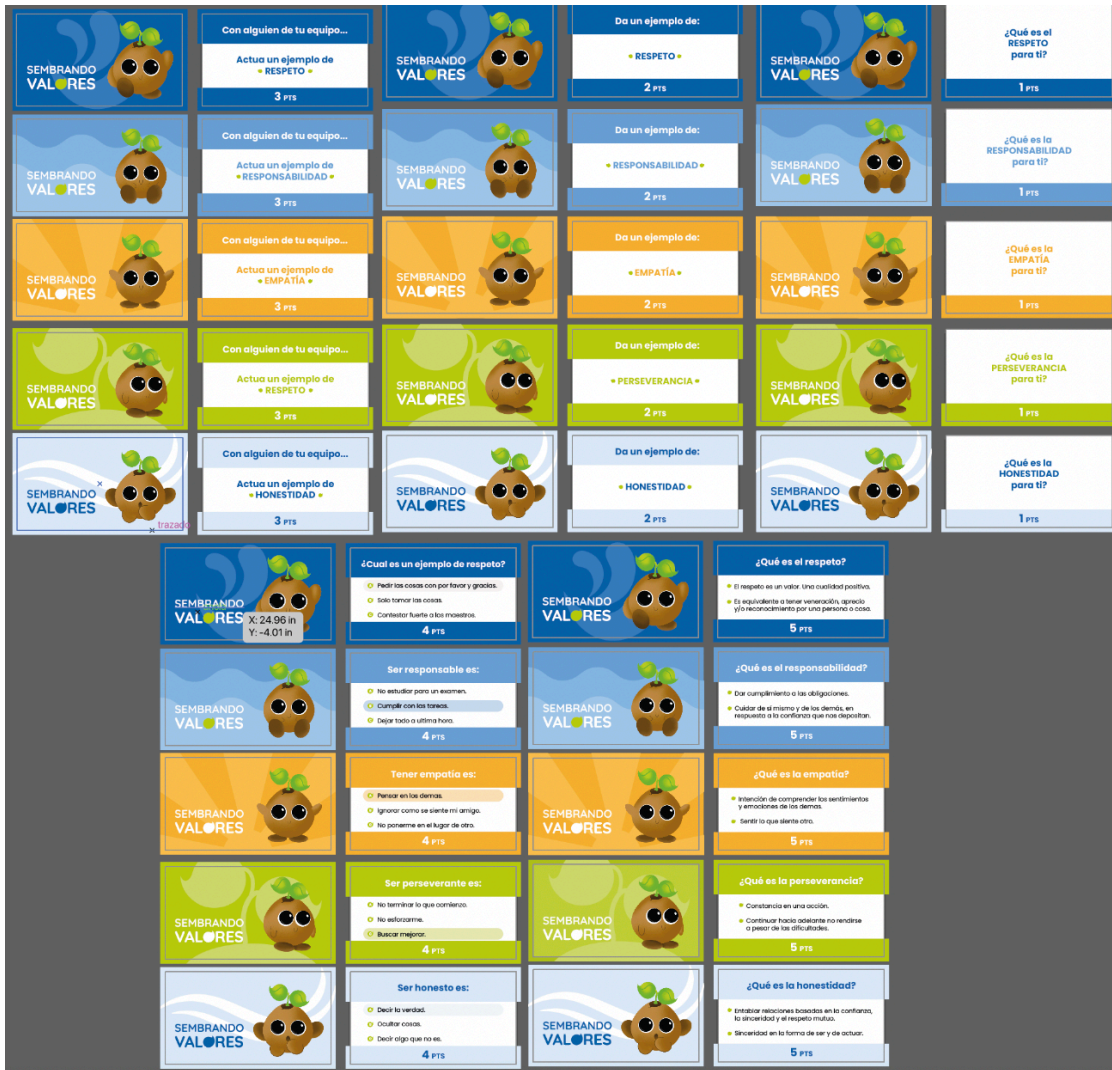 SEMBRANDO
VALORES
Con alguien de tu equipo...
Actua un ejemplo de
• RESPETO •
3 PTS
SEMBRANDO
VALORES
Da un ejemplo de:
• RESPETO •
2 PTS
SEMBRANDO
VALORES
¿Qué es el
RESPETO
para ti?
1 PTS
SEMBRANDO
VALORES
Con alguien de tu equipo...
Actua un ejemplo de
• RESPONSABILIDAD •
3 PTS
SEMBRANDO
VALORES
Da un ejemplo de:
• RESPONSABILIDAD •
2 PTS
SEMBRANDO
VALORES
¿Qué es la
RESPONSABILIDAD
para ti?
1 PTS
SEMBRANDO
VALORES
Con alguien de tu equipo...
Actua un ejemplo de
• EMPATÍA •
3 PTS
SEMBRANDO
VALORES
Da un ejemplo de:
• EMPATÍA •
2 PTS
SEMBRANDO
VALORES
¿Qué es la
EMPATÍA
para ti?
1 PTS
SEMBRANDO
VALORES
Con alguien de tu equipo...
Actua un ejemplo de
• RESPETO •
3 PTS
SEMBRANDO
VALORES
Da un ejemplo de:
• PERSEVERANCIA •
2 PTS
SEMBRANDO
VALORES
¿Qué es la
PERSEVERANCIA
para ti?
1 PTS
SEMBRANDO
VALORES
trazado
Con alguien de tu equipo...
Actua un ejemplo de
• HONESTIDAD •
3 PTS
SEMBRANDO
VALORES
Da un ejemplo de:
• HONESTIDAD •
2 PTS
SEMBRANDO
VALORES
¿Qué es la
HONESTIDAD
para ti?
1 PTS
SEMBRANDO
VALORES
X: 24.96 in
Y: -4.01 in
¿Cual es un ejemplo de respeto?
Pedir las cosas con por favor y gracias.
Solo tomar las cosas.
Contestar fuerte a los maestros.
4 PTS
SEMBRANDO
VALORES
¿Qué es el respeto?
El respeto es un valor. Una cualidad positiva.
Es equivalente a tener veneración, aprecio
y/o reconocimiento por una persona o cosa.
5 PTS
SEMBRANDO
VALORES
Ser responsable es:
No estudiar para un examen.
Cumplir con las tareas.
Dejar todo a ultima hora.
4 PTS
SEMBRANDO
VALORES
¿Qué es el responsabilidad?
Dar cumplimiento a las obligaciones.
Cuidar de sí mismo y de los demás, en
respuesta a la confianza que nos depositan.
5 PTS
SEMBRANDO
VALORES
Tener empatía es:
Pensar en los demas.
Ignorar como se siente mi amigo.
No ponerme en el lugar de otro.
4 PTS
SEMBRANDO
VALORES
¿Qué es la empatía?
Intención de comprender los sentimientos
y emociones de los demas.
Sentir lo que siente otro.
5 PTS
SEMBRANDO
VALORES
Ser perseverante es:
No terminar lo que comienzo.
No esforzarme.
Buscar mejorar.
4 PTS
SEMBRANDO
VALORES
¿Qué es la perseverancia?
Constancia en una acción.
Continuar hacia adelante no rendirse
a pesar de las dificultades.
5 PTS
SEMBRANDO
VALORES
Ser honesto es:
Decir la verdad.
Ocultar cosas.
Decir algo que no es.
4 PTS
SEMBRANDO
VALORES
¿Qué es la honestidad?
Entablar relaciones basadas en la confianza,
la sinceridad y el respeto mutuo.
Sinceridad en la forma de ser y de actuar.
5 PTS